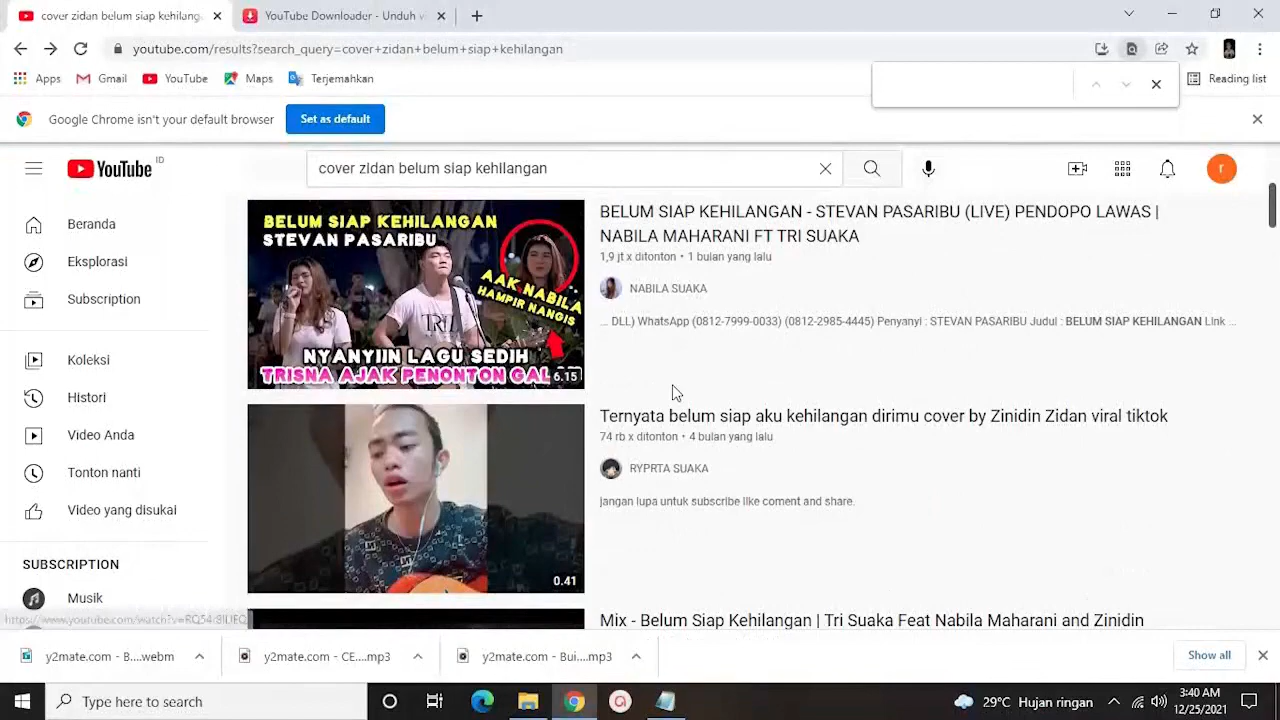 cover zidan belum siap kehilang
YouTube Downloader - Unduh v
youtube.com/results?search_query=cover+zidan+belum+siap+kehilangan
Apps
Gmail
YouTube
Maps
Terjemahkan
Reading list
Google Chrome isn't your default browser
Set as default
YouTube ID
cover zidan belum siap kehilangan
r
Beranda
Eksplorasi
Subscription
Koleksi
Histori
Video Anda
Tonton nanti
Video yang disukai
SUBSCRIPTION
Musik
BELUM SIAP KEHILANGAN
STEVAN PASARIBU
AAK NABILA
HAMPIR NANGIS
NYANYIIN LAGU SEDIH
TRISNA AJAK PENONTON GAL
6.15
BELUM SIAP KEHILANGAN - STEVAN PASARIBU (LIVE) PENDOPO LAWAS |
NABILA MAHARANI FT TRI SUAKA
1,9 jt x ditonton • 1 bulan yang lalu
NABILA SUAKA
... DLL) WhatsApp (0812-7999-0033) (0812-2985-4445) Penyanyi : STEVAN PASARIBU Judul : BELUM SIAP KEHILANGAN Link ...
0.41
Ternyata belum siap aku kehilangan dirimu cover by Zinidin Zidan viral tiktok
74 rb x ditonton • 4 bulan yang lalu
RYPRTA SUAKA
jangan lupa untuk subscribe like coment and share.
Mix - Belum Siap Kehilangan | Tri Suaka Feat Nabila Maharani and Zinidin
y2mate.com - B....webm
y2mate.com - CE....mp3
y2mate.com - Bui....mp3
Show all
Type here to search
29°C Hujan ringan
3:40 AM
12/25/2021